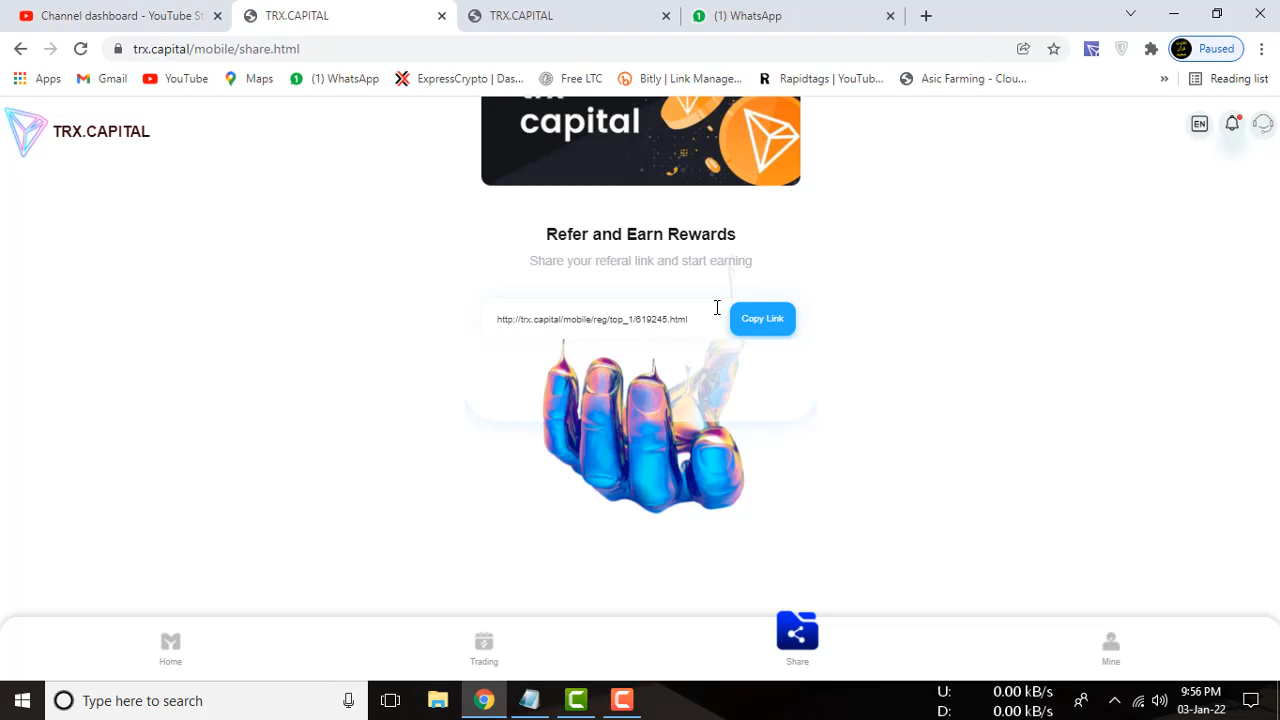 Channel dashboard - YouTube St
TRX.CAPITAL
TRX.CAPITAL
(1) WhatsApp
trx.capital/mobile/share.html
Paused
Apps
Gmail
YouTube
Maps
(1) WhatsApp
ExpressCrypto | Das...
Free LTC
Bitly | Link Manage...
Rapidtags | YouTub...
Asic Farming - Clou...
»
Reading list
TRX.CAPITAL
EN
capital
Refer and Earn Rewards
Share your referal link and start earning
http://trx.capital/mobile/reg/top_1/619245.html
Copy Link
Home
Trading
Share
Mine
Type here to search
U: 0.00 kB/s
D: 0.00 kB/s
9:56 PM
03-Jan-22